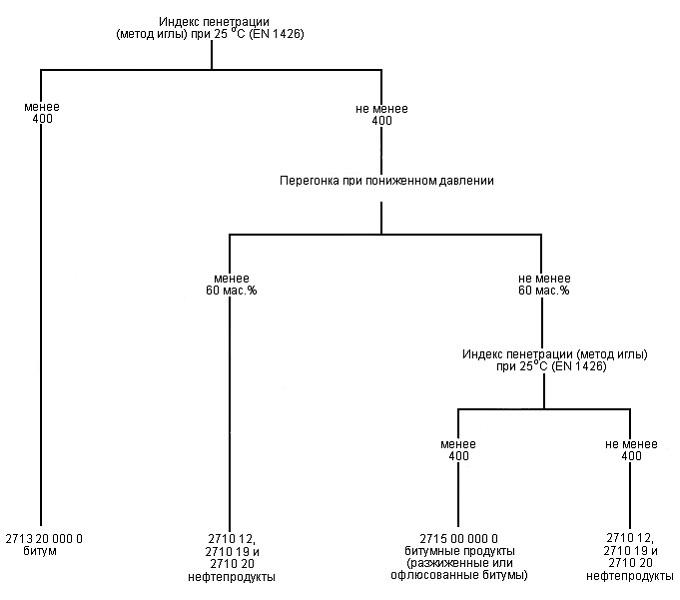 Индекс пенетрации
(метод иглы) при 25 °C (EN 1426)
менее
400
не менее
400
Перегонка при пониженном давлении
менее
60 мас.%
не менее
60 мас.%
Индекс пенетрации (метод иглы)
при 25°C (EN 1426)
менее
400
не менее
400
2713 20 000 0
битум
2710 12,
2710 19 и
2710 20
нефтепродукты
2715 00 000 0
битумные продукты
(разжиженные или
офлюсованные битумы)
2710 12,
2710 19 и
2710 20
нефтепродукты